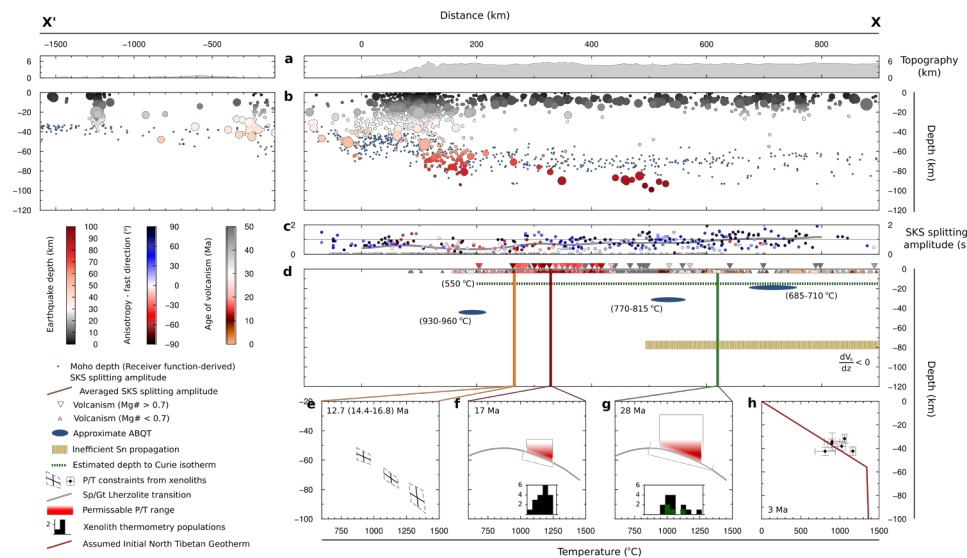 Distance (km)
X' X
−1500 −1000 −500 0 200 400 600 800
a
6
0
6
0
Topography
(km)
b
0
−20
−40
−60
−80
−100
−120
0
−20
−40
−60
−80
−100
−120
Depth (km)
c
2
0
2
1
0
SKS splitting
amplitude (s
d
(550 °C)
(930-960 °C)
(770-815 °C)
(685-710 °C)
dVs
dz < 0
0
−20
−40
−60
−80
−100
−120
Depth (km)
Earthquake depth (km)
100
90
80
70
60
50
40
30
20
10
0
Anisotropy - fast direction (°)
90
60
30
0
−30
−60
−90
Age of volcanism (Ma)
50
40
30
20
10
0
Moho depth (Receiver function-derived)
SKS splitting amplitude
Averaged SKS splitting amplitude
Volcanism (Mg# > 0.7)
Volcanism (Mg# < 0.7)
Approximate ABQT
Inefficient Sn propagation
Estimated depth to Curie isotherm
P/T constraints from xenoliths
Sp/Gt Lherzolite transition
Permissable P/T range
2
Xenolith thermometry populations
Assumed Initial North Tibetan Geotherm
−20
−40
−60
−80
−100
e
12.7 (14.4-16.8) Ma
750 1000 1250 1500
f
17 Ma
6
4
2
0
750 1000 1250 1500
g
28 Ma
6
4
2
0
750 1000 1250 1500
h
3 Ma
0
−20
−40
−60
−80
−100
0 500 1000 1500
Temperature (°C)